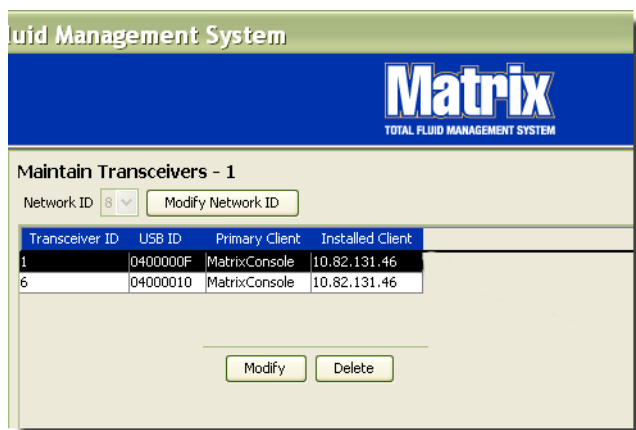 luid Management System
Matrix
TOTAL FLUID MANAGEMENT SYSTEM
Maintain Transceivers - 1
Network ID 8 Modify Network ID
Transceiver ID USB ID Primary Client Installed Client
1 0400000F MatrixConsole 10.82.131.46
6 04000010 MatrixConsole 10.82.131.46
Modify Delete